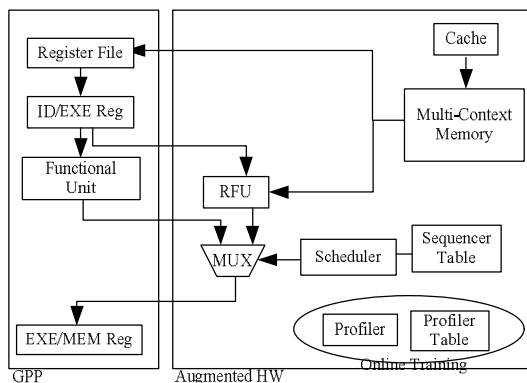 Register File
ID/EXE Reg
Functional
Unit
EXE/MEM Reg
GPP
Cache
Multi-Context
Memory
RFU
MUX
Scheduler
Sequencer
Table
Profiler
Profiler
Table
Online Training
Augmented HW